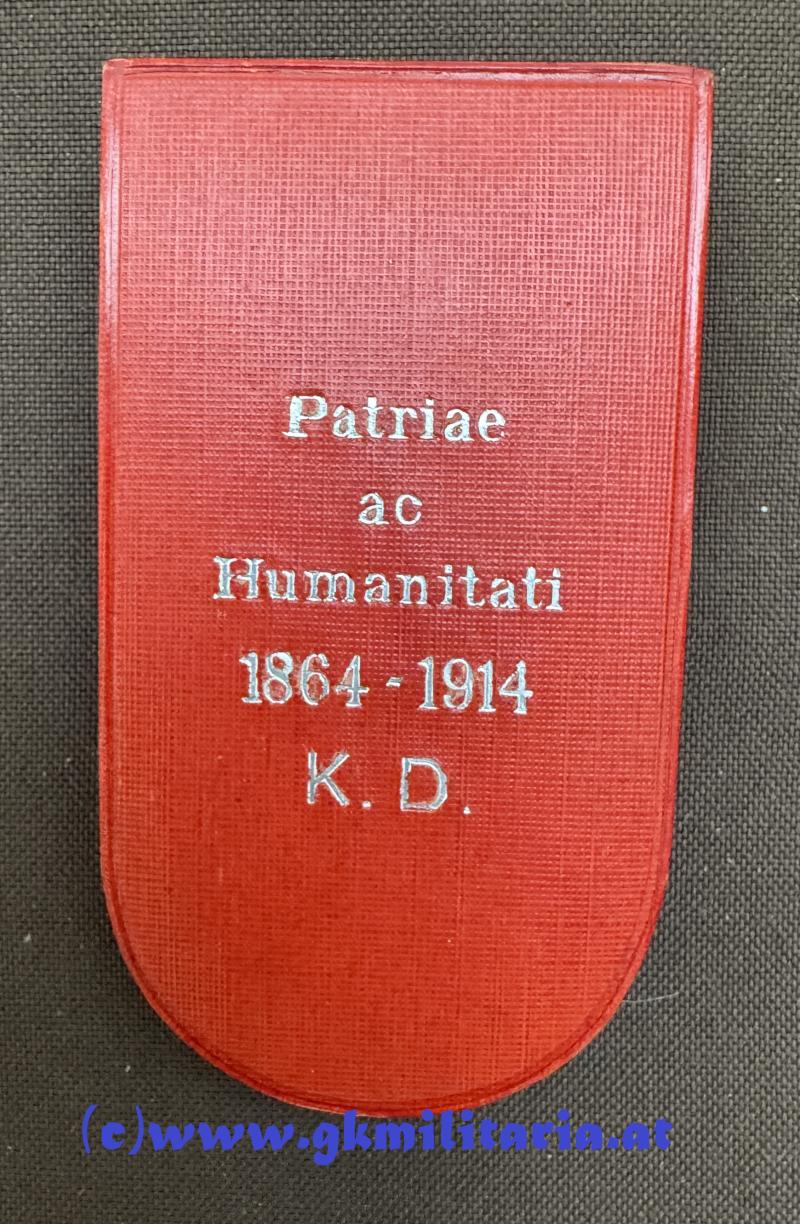 Patriae
ac
Humanitati
1864 - 1914
K. D.
(c)www.gkmilitaria.at